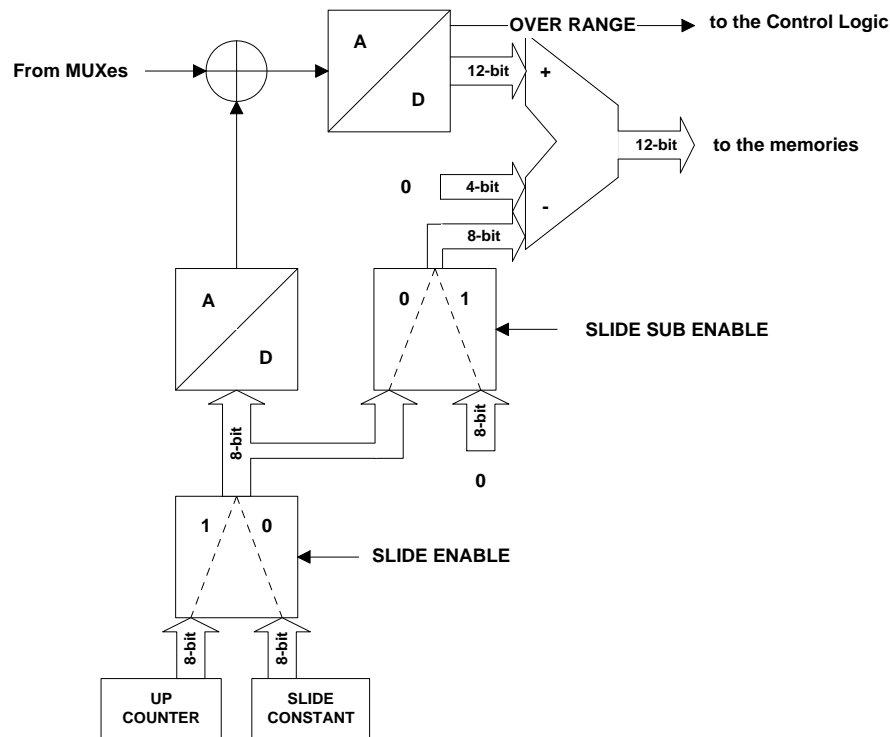 OVER RANGE
to the Control Logic
A
D
From MUXes
12-bit
+
12-bit
to the memories
0
4-bit
-
8-bit
A
D
0 1
SLIDE SUB ENABLE
8-bit
8-bit
0
1 0
SLIDE ENABLE
8-bit
8-bit
UP
COUNTER
SLIDE
CONSTANT